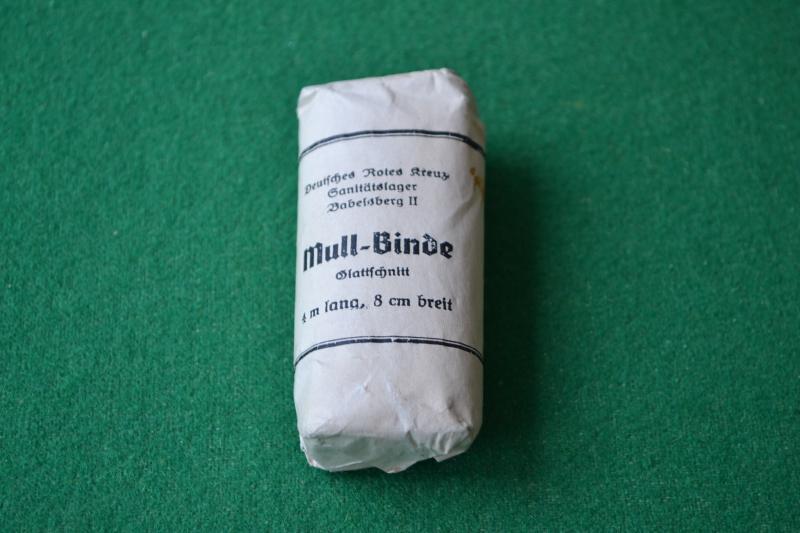 Deutsches Rotes Kreuz
Sanitätslager
Babelsberg II
Mull-Binde
Glattschnitt
4 m lang, 8 cm breit